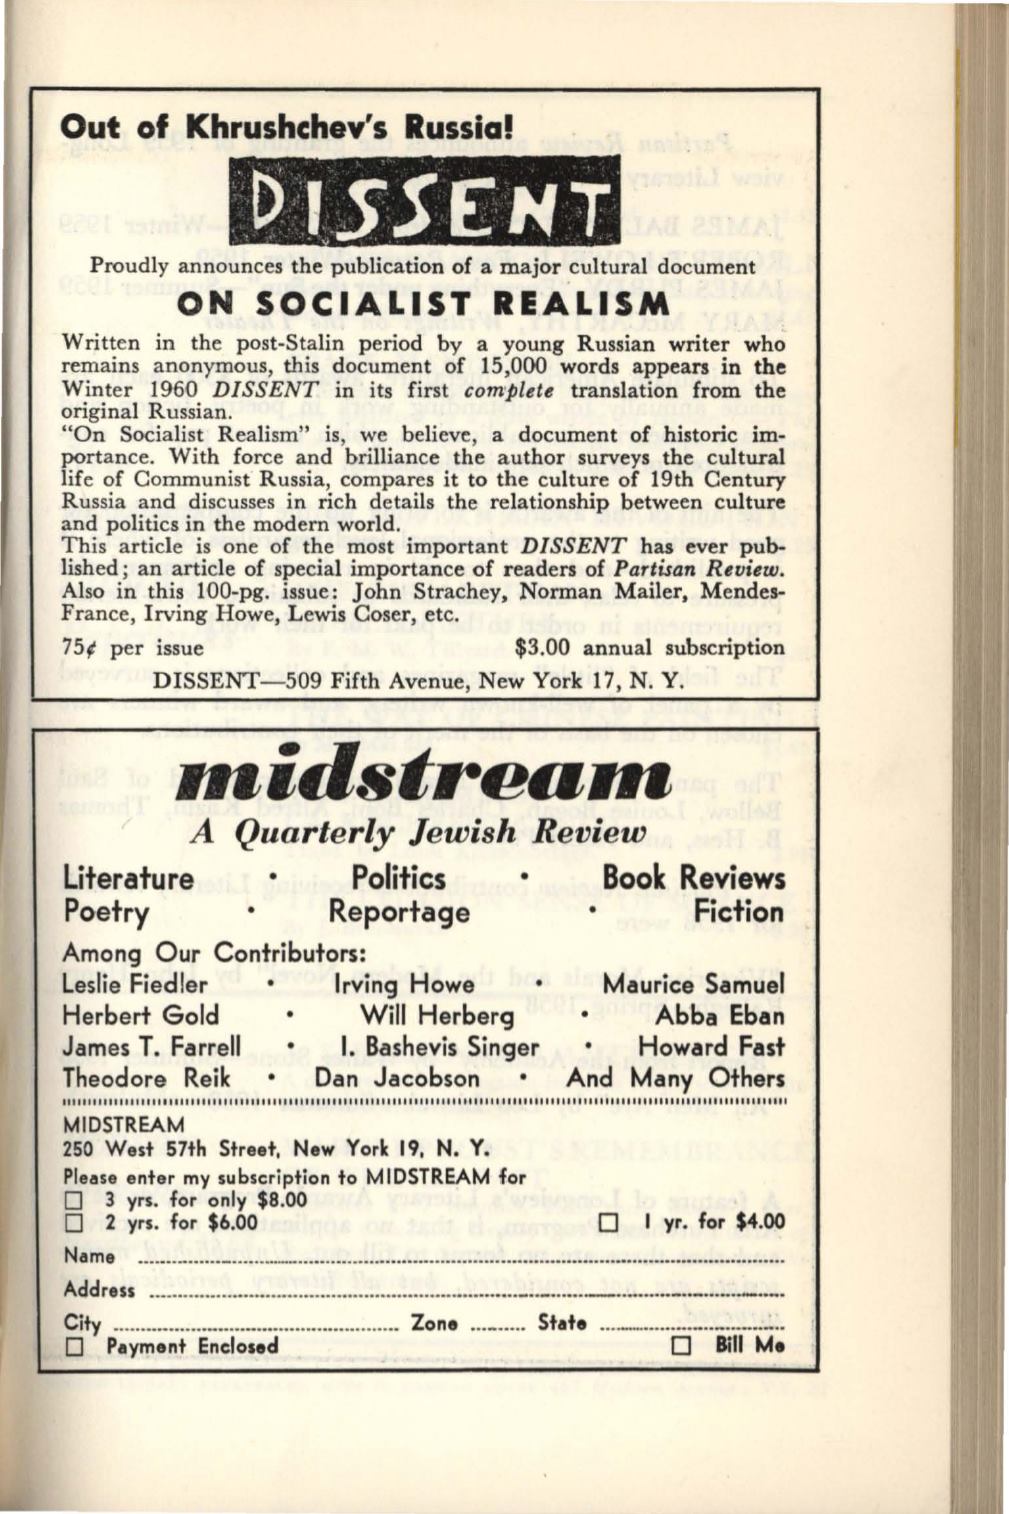 Out of Khrushchev's Russia!
DISSENT
Proudly announces the publication of a major cultural document
ON SOCIALIST REALISM
Written in the post-Stalin period by a young Russian writer who
remains anonymous, this document of 15,000 words appears in the
Winter 1960 DISSENT in its first complete translation from the
original Russian.
“On Socialist Realism” is, we believe, a document of historic im-
portance. With force and brilliance the author surveys the cultural
life of Communist Russia, compares it to the culture of 19th Century
Russia and discusses in rich details the relationship between culture
and politics in the modern world.
This article is one of the most important DISSENT has ever pub-
lished; an article of special importance of readers of Partisan Review.
Also in this 100-pg. issue: John Strachey, Norman Mailer, Mendes-
France, Irving Howe, Lewis Coser, etc.
75¢ per issue $3.00 annual subscription
DISSENT—509 Fifth Avenue, New York 17, N. Y.
midstream
A Quarterly Jewish Review
Literature • Politics • Book Reviews
Poetry • Reportage • Fiction
Among Our Contributors:
Leslie Fiedler • Irving Howe • Maurice Samuel
Herbert Gold • Will Herberg • Abba Eban
James T. Farrell • I. Bashevis Singer • Howard Fast
Theodore Reik • Dan Jacobson • And Many Others
MIDSTREAM
250 West 57th Street, New York 19, N. Y.
Please enter my subscription to MIDSTREAM for
☐ 3 yrs. for only $8.00
☐ 2 yrs. for $6.00 ☐ 1 yr. for $4.00
Name
Address
City Zone State
☐ Payment Enclosed ☐ Bill Me